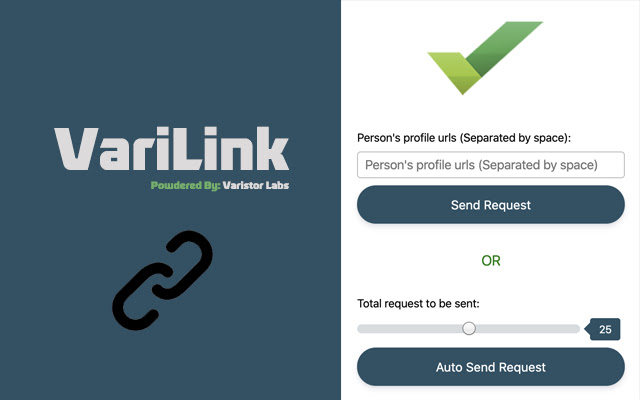 VariLink
Powdered By: Varistor Labs
Person's profile urls (Separated by space):
Person's profile urls (Separated by space)
Send Request
OR
Total request to be sent:
25
Auto Send Request